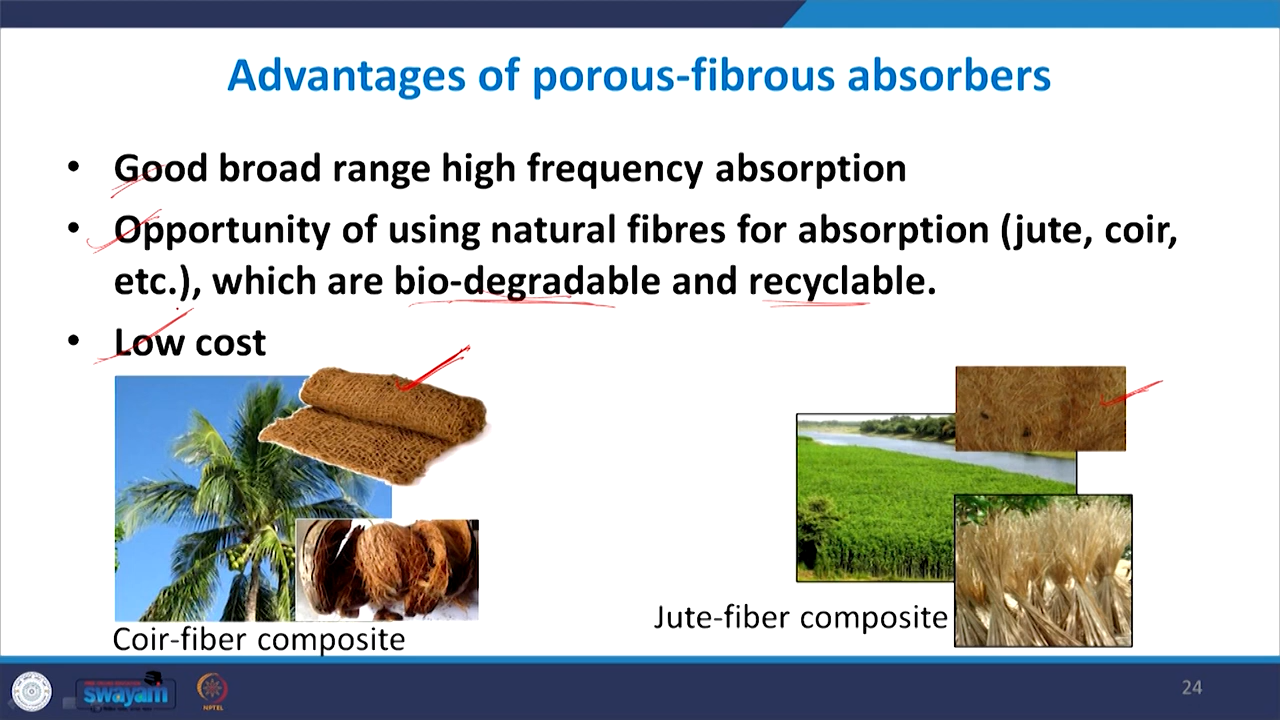 Advantages of porous-fibrous absorbers
• Good broad range high frequency absorption
• Opportunity of using natural fibres for absorption (jute, coir,
etc.), which are bio-degradable and recyclable.
• Low cost
Coir-fiber composite
Jute-fiber composite
swayam
NPTEL
24